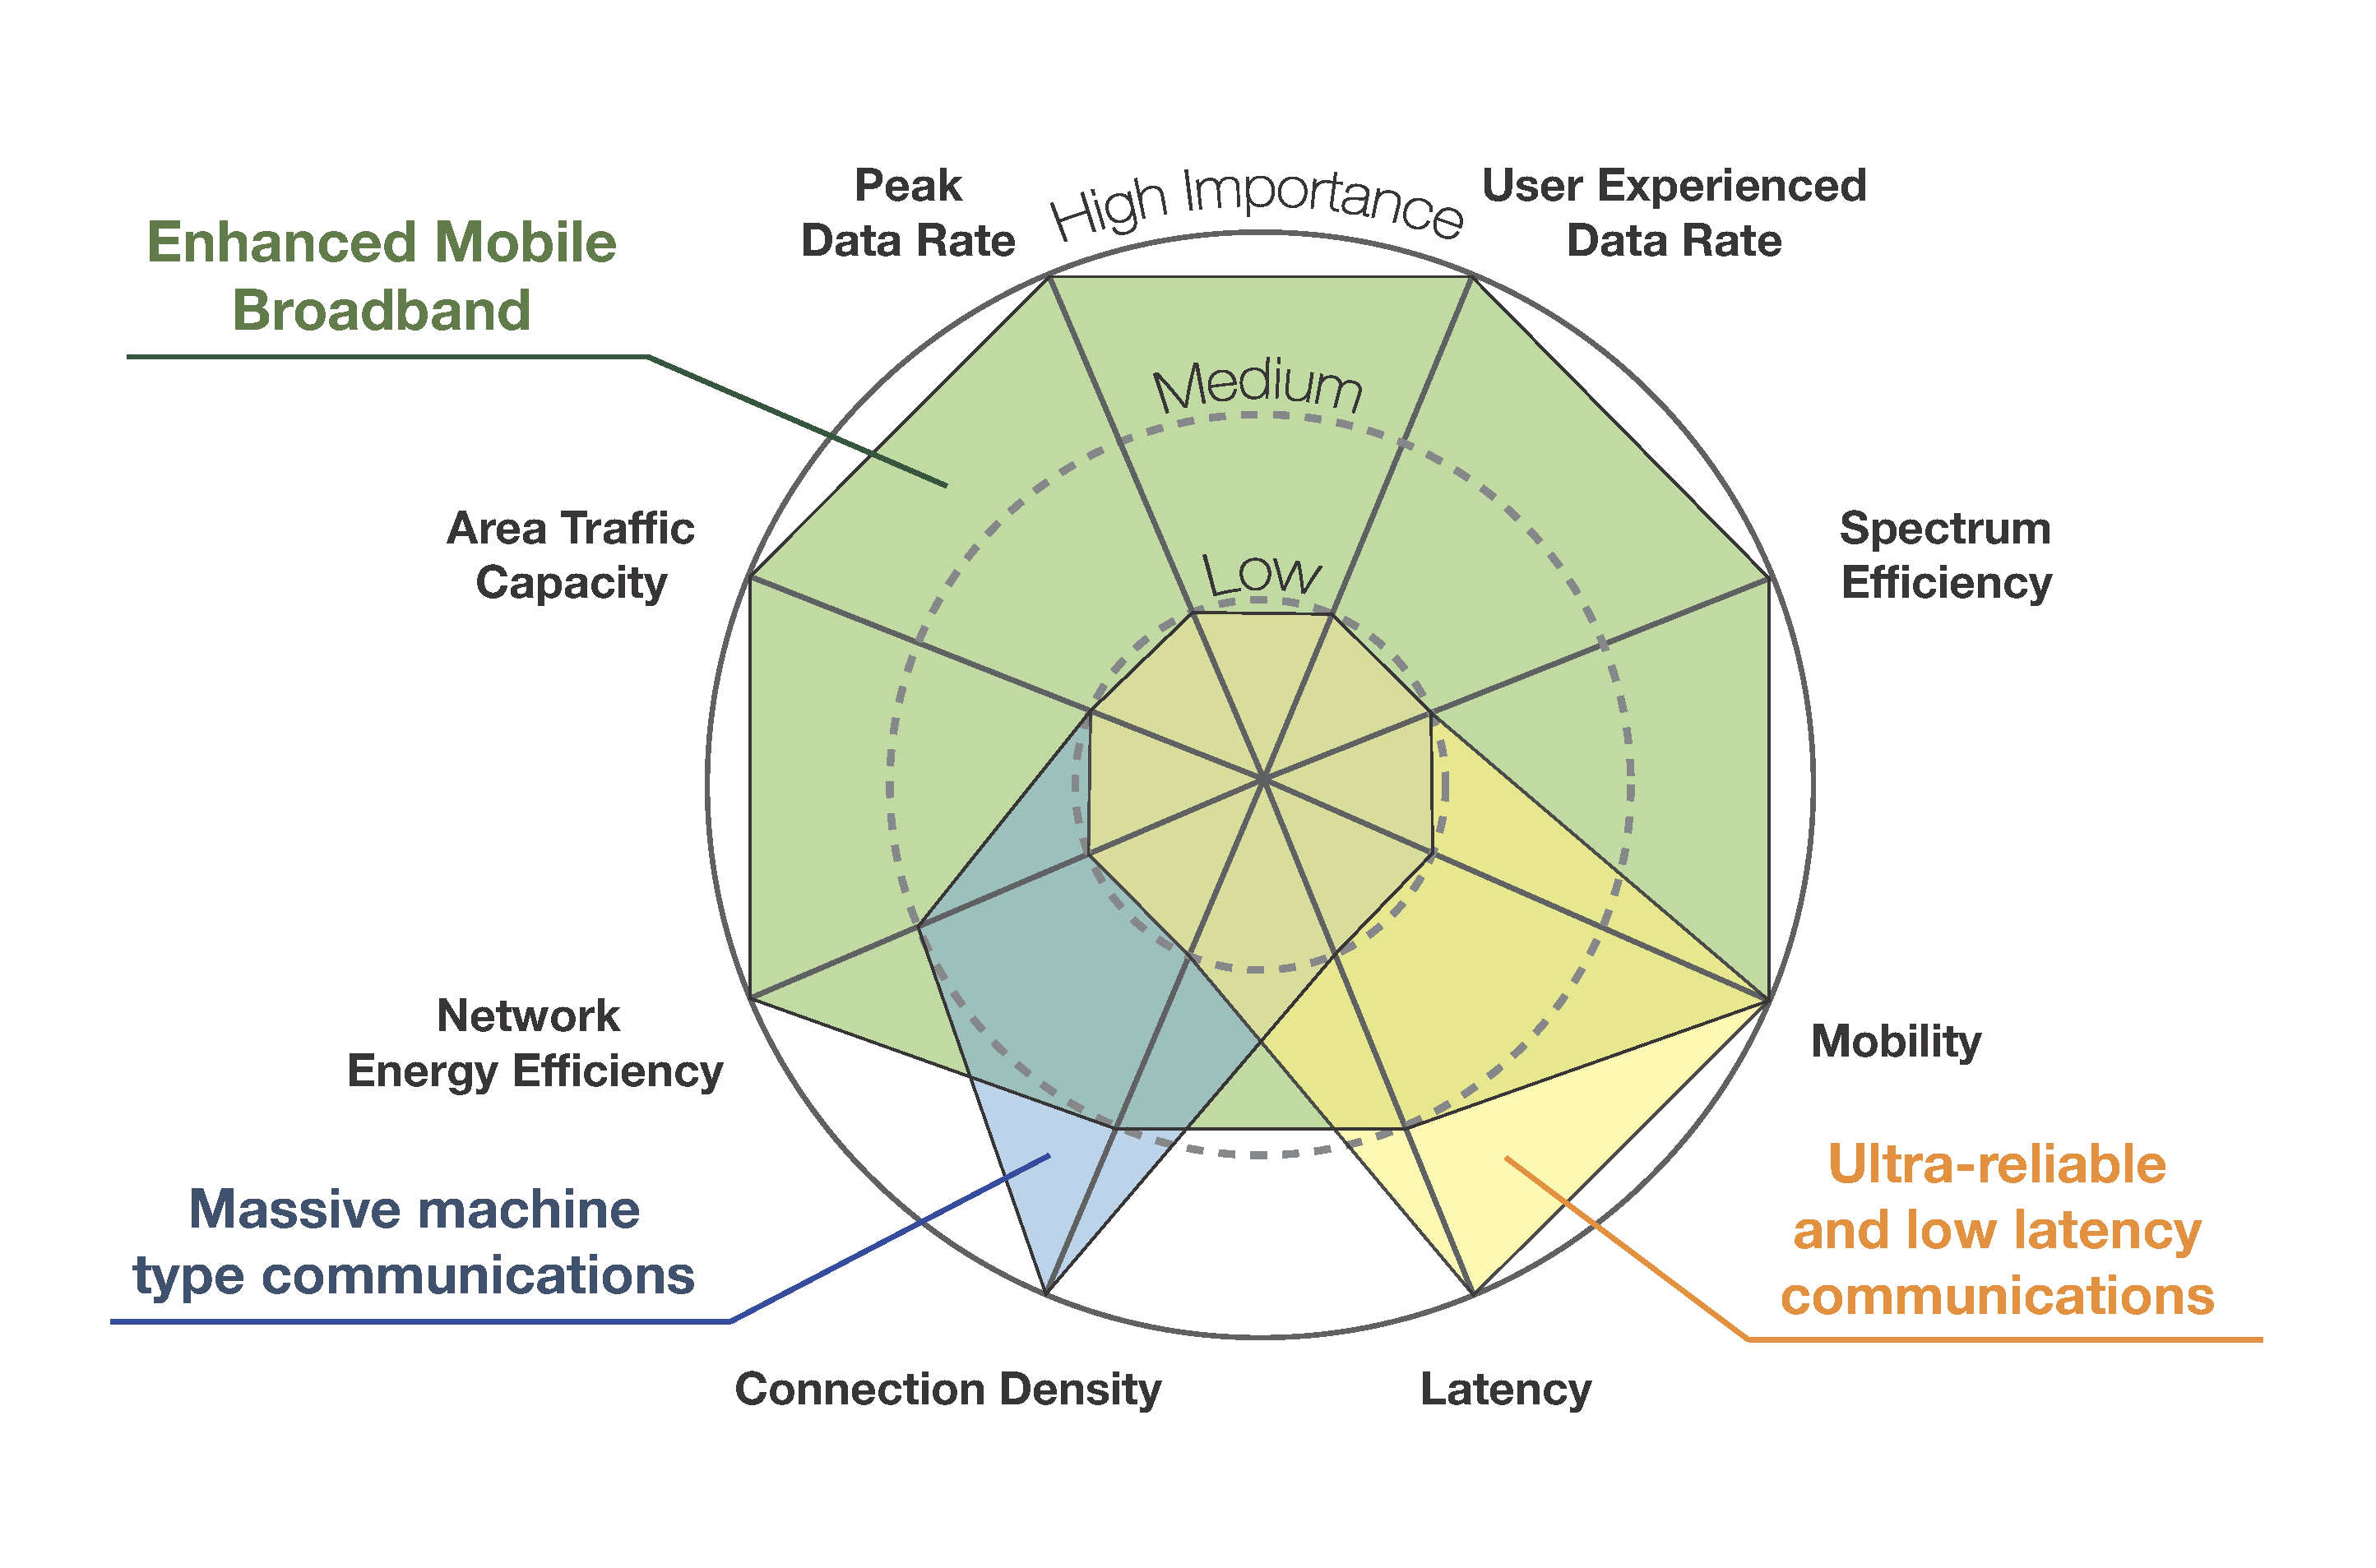 Peak
Data Rate
High Importance
User Experienced
Data Rate
Enhanced Mobile
Broadband
Medium
Area Traffic
Capacity
Low
Spectrum
Efficiency
Network
Energy Efficiency
Mobility
Massive machine
type communications
Ultra-reliable
and low latency
communications
Connection Density
Latency